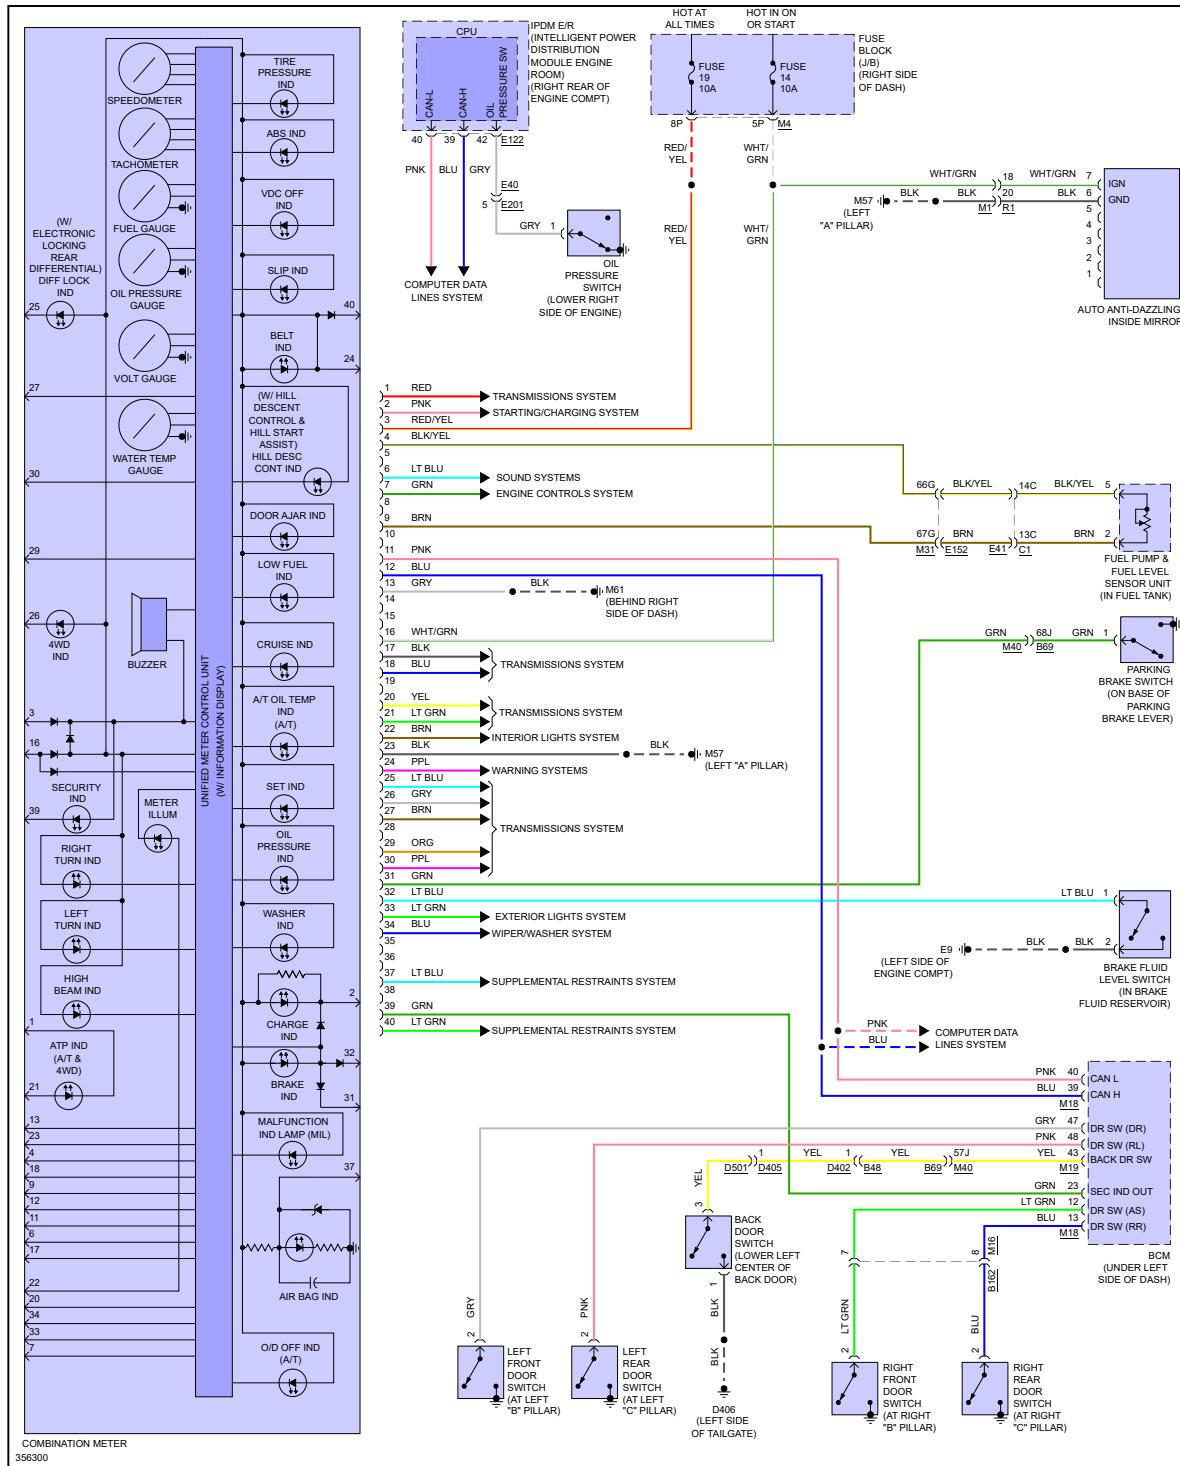 HOT AT
ALL TIMES
HOT IN ON
OR START
CPU
CAN-L
CAN-H
OIL
PRESSURE SW
IPDM E/R
(INTELLIGENT POWER
DISTRIBUTION
MODULE ENGINE
ROOM)
(RIGHT REAR OF
ENGINE COMPT)
FUSE
19
10A
FUSE
14
10A
FUSE
BLOCK
(J/B)
(RIGHT SIDE
OF DASH)
40 39 42 E122
8P 5P M4
PNK BLU GRY
RED/
YEL
WHT/
GRN
E40
5 E201
GRY 1
OIL
PRESSURE
SWITCH
(LOWER RIGHT
SIDE OF ENGINE)
COMPUTER DATA
LINES SYSTEM
RED/
YEL
WHT/
GRN
WHT/GRN 18 WHT/GRN 7 IGN
M57 BLK BLK 20 BLK 6 GND
(LEFT
"A" PILLAR)
M1 R1
5
4
3
2
1
AUTO ANTI-DAZZLING
INSIDE MIRROR
SPEEDOMETER
TACHOMETER
FUEL GAUGE
OIL PRESSURE
GAUGE
VOLT GAUGE
WATER TEMP
GAUGE
(W/
ELECTRONIC
LOCKING
REAR
DIFFERENTIAL)
DIFF LOCK
IND
25
27
30
29
26
4WD
IND
BUZZER
3
16
SECURITY
IND
39
METER
ILLUM
RIGHT
TURN IND
LEFT
TURN IND
HIGH
BEAM IND
1
ATP IND
(A/T &
4WD)
21
13
23
4
18
9
12
11
6
17
22
20
34
33
7
UNIFIED METER CONTROL UNIT
(W/ INFORMATION DISPLAY)
TIRE
PRESSURE
IND
ABS IND
VDC OFF
IND
SLIP IND
40
BELT
IND
24
(W/ HILL
DESCENT
CONTROL &
HILL START
ASSIST)
HILL DESC
CONT IND
DOOR AJAR IND
LOW FUEL
IND
CRUISE IND
A/T OIL TEMP
IND
(A/T)
SET IND
OIL
PRESSURE
IND
WASHER
IND
2
CHARGE
IND
32
BRAKE
IND
31
MALFUNCTION
IND LAMP (MIL)
37
AIR BAG IND
O/D OFF IND
(A/T)
COMBINATION METER
356300
1 RED TRANSMISSIONS SYSTEM
2 PNK STARTING/CHARGING SYSTEM
3 RED/YEL
4 BLK/YEL
5
6 LT BLU SOUND SYSTEMS
7 GRN ENGINE CONTROLS SYSTEM
8
9 BRN
10
11 PNK
12 BLU
13 GRY BLK M61
(BEHIND RIGHT
SIDE OF DASH)
14
15
16 WHT/GRN
17 BLK
18 BLU
TRANSMISSIONS SYSTEM
19
20 YEL
21 LT GRN
TRANSMISSIONS SYSTEM
22 BRN INTERIOR LIGHTS SYSTEM
23 BLK BLK M57
(LEFT "A" PILLAR)
24 PPL WARNING SYSTEMS
25 LT BLU
26 GRY
27 BRN
28 TRANSMISSIONS SYSTEM
29 ORG
30 PPL
31 GRN
32 LT BLU
33 LT GRN EXTERIOR LIGHTS SYSTEM
34 BLU WIPER/WASHER SYSTEM
35
36
37 LT BLU SUPPLEMENTAL RESTRAINTS SYSTEM
38
39 GRN
40 LT GRN SUPPLEMENTAL RESTRAINTS SYSTEM
66G BLK/YEL 14C BLK/YEL 5
67G BRN 13C BRN 2
M31 E152 E41 C1
FUEL PUMP &
FUEL LEVEL
SENSOR UNIT
(IN FUEL TANK)
GRN 68J GRN 1
M40 B69
PARKING
BRAKE SWITCH
(ON BASE OF
PARKING
BRAKE LEVER)
LT BLU 1
E9 BLK BLK 2
(LEFT SIDE OF
ENGINE COMPT)
BRAKE FLUID
LEVEL SWITCH
(IN BRAKE
FLUID RESERVOIR)
PNK
BLU
COMPUTER DATA
LINES SYSTEM
PNK 40 CAN L
BLU 39 CAN H
M18
GRY 47 DR SW (DR)
PNK 48 DR SW (RL)
D501 1 D405 YEL D402 1 B48 YEL B69 57J M40 YEL 43 BACK DR SW
M19
GRN 23 SEC IND OUT
LT GRN 12 DR SW (AS)
BLU 13 DR SW (RR)
M18
BCM
(UNDER LEFT
SIDE OF DASH)
YEL
3
BACK
DOOR
SWITCH
(LOWER LEFT
CENTER OF
BACK DOOR)
1
BLK
BLK
D406
(LEFT SIDE
OF TAILGATE)
7
8 M16
B162
GRY
2
LEFT
FRONT
DOOR
SWITCH
(AT LEFT
"B" PILLAR)
PNK
2
LEFT
REAR
DOOR
SWITCH
(AT LEFT
"C" PILLAR)
LT GRN
2
RIGHT
FRONT
DOOR
SWITCH
(AT RIGHT
"B" PILLAR)
BLU
2
RIGHT
REAR
DOOR
SWITCH
(AT RIGHT
"C" PILLAR)